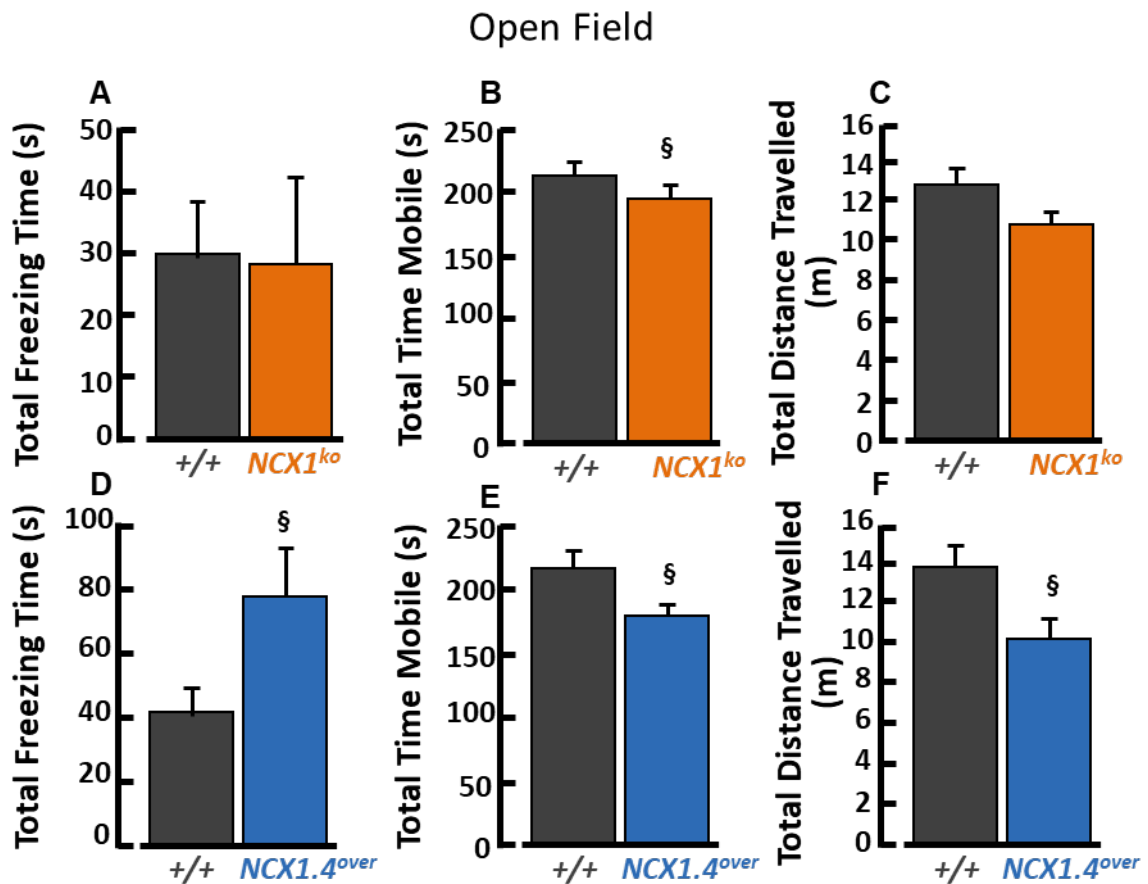 Open Field
A
Total Freezing Time (s)
50
40
30
20
10
0
+/+ NCX1ko
B
Total Time Mobile (s)
250
200
150
100
50
0
§
+/+ NCX1ko
C
Total Distance Travelled
(m)
16
14
12
10
8
6
4
2
0
+/+ NCX1ko
D
Total Freezing Time (s)
100
80
60
40
20
0
§
+/+ NCX1.4over
E
Total Time Mobile (s)
250
200
150
100
50
0
§
+/+ NCX1.4over
F
Total Distance Travelled
(m)
16
14
12
10
8
6
4
2
0
§
+/+ NCX1.4over